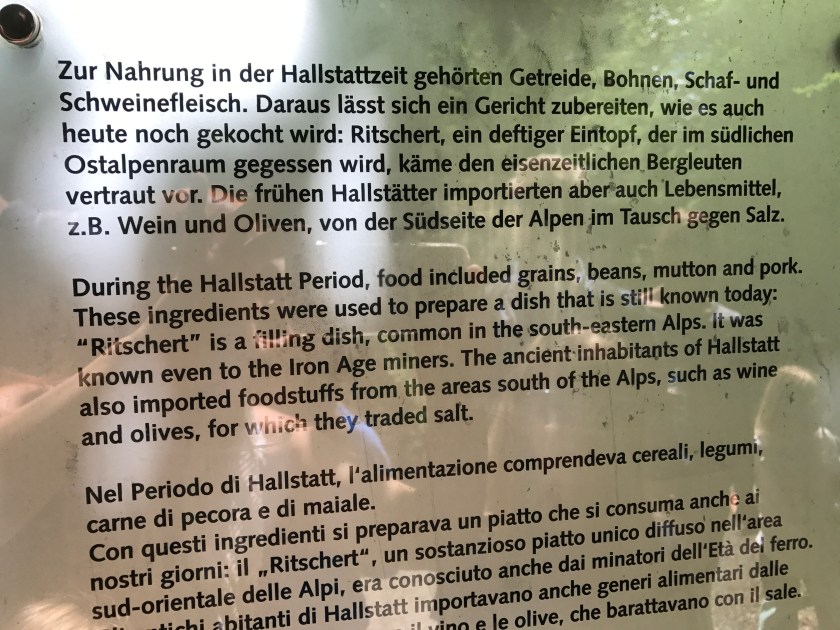 Zur Nahrung in der Hallstattzeit gehörten Getreide, Bohnen, Schaf- und
Schweinefleisch. Daraus lässt sich ein Gericht zubereiten, wie es auch
heute noch gekocht wird: Ritschert, ein deftiger Eintopf, der im südlichen
Ostalpenraum gegessen wird, käme den eisenzeitlichen Bergleuten
vertraut vor. Die frühen Hallstätter importierten aber auch Lebensmittel,
z.B. Wein und Oliven, von der Südseite der Alpen im Tausch gegen Salz.
During the Hallstatt Period, food included grains, beans, mutton and pork.
These ingredients were used to prepare a dish that is still known today:
“Ritschert” is a filling dish, common in the south-eastern Alps. It was
known even to the Iron Age miners. The ancient inhabitants of Hallstatt
also imported foodstuffs from the areas south of the Alps, such as wine
and olives, for which they traded salt.
Nel Periodo di Hallstatt, l‘alimentazione comprendeva cereali, legumi,
carne di pecora e di maiale.
Con questi ingredienti si preparava un piatto che si consuma anche ai
nostri giorni: il „Ritschert“, un sostanzioso piatto unico diffuso nell‘area
sud-orientale delle Alpi, era conosciuto anche dai minatori dell‘Età del ferro.
abitanti di Hallstatt importavano anche generi alimentari dalle
il vino e le olive, che barattavano con il sale.